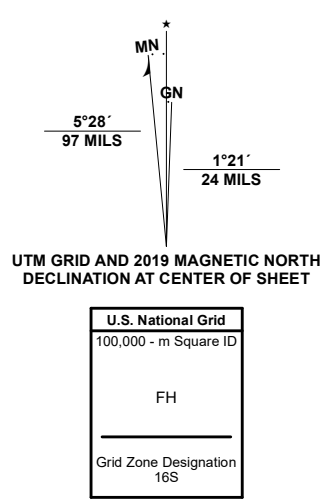 MN
GN
5°28´
97 MILS
1°21´
24 MILS
UTM GRID AND 2019 MAGNETIC NORTH
DECLINATION AT CENTER OF SHEET
U.S. National Grid
100,000 - m Square ID
FH
Grid Zone Designation
16S